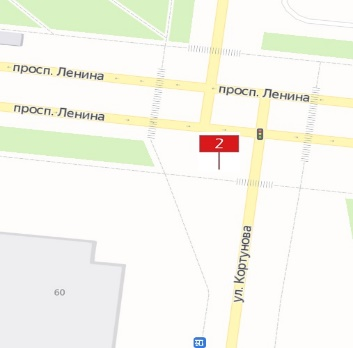 просп. Ленина
просп. Ленина
просп. Ленина
2
ул. Кортунова
60